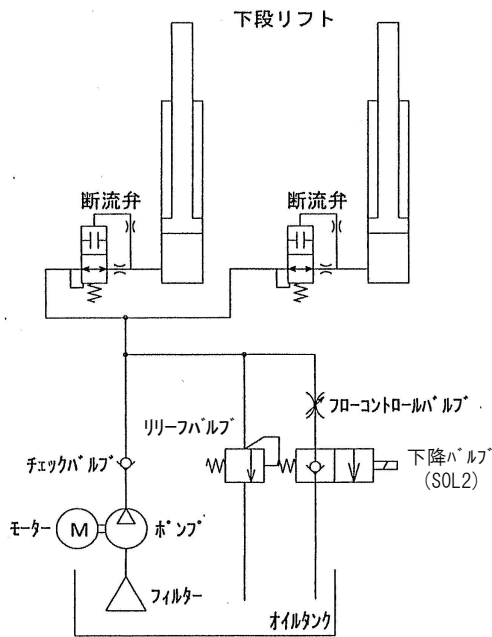 下段リフト
断流弁
断流弁
フローコントロールバルブ
リリーフバルブ
下降バルブ
(SOL2)
チェックバルブ
モーター
M
ポンプ
フィルター
オイルタンク